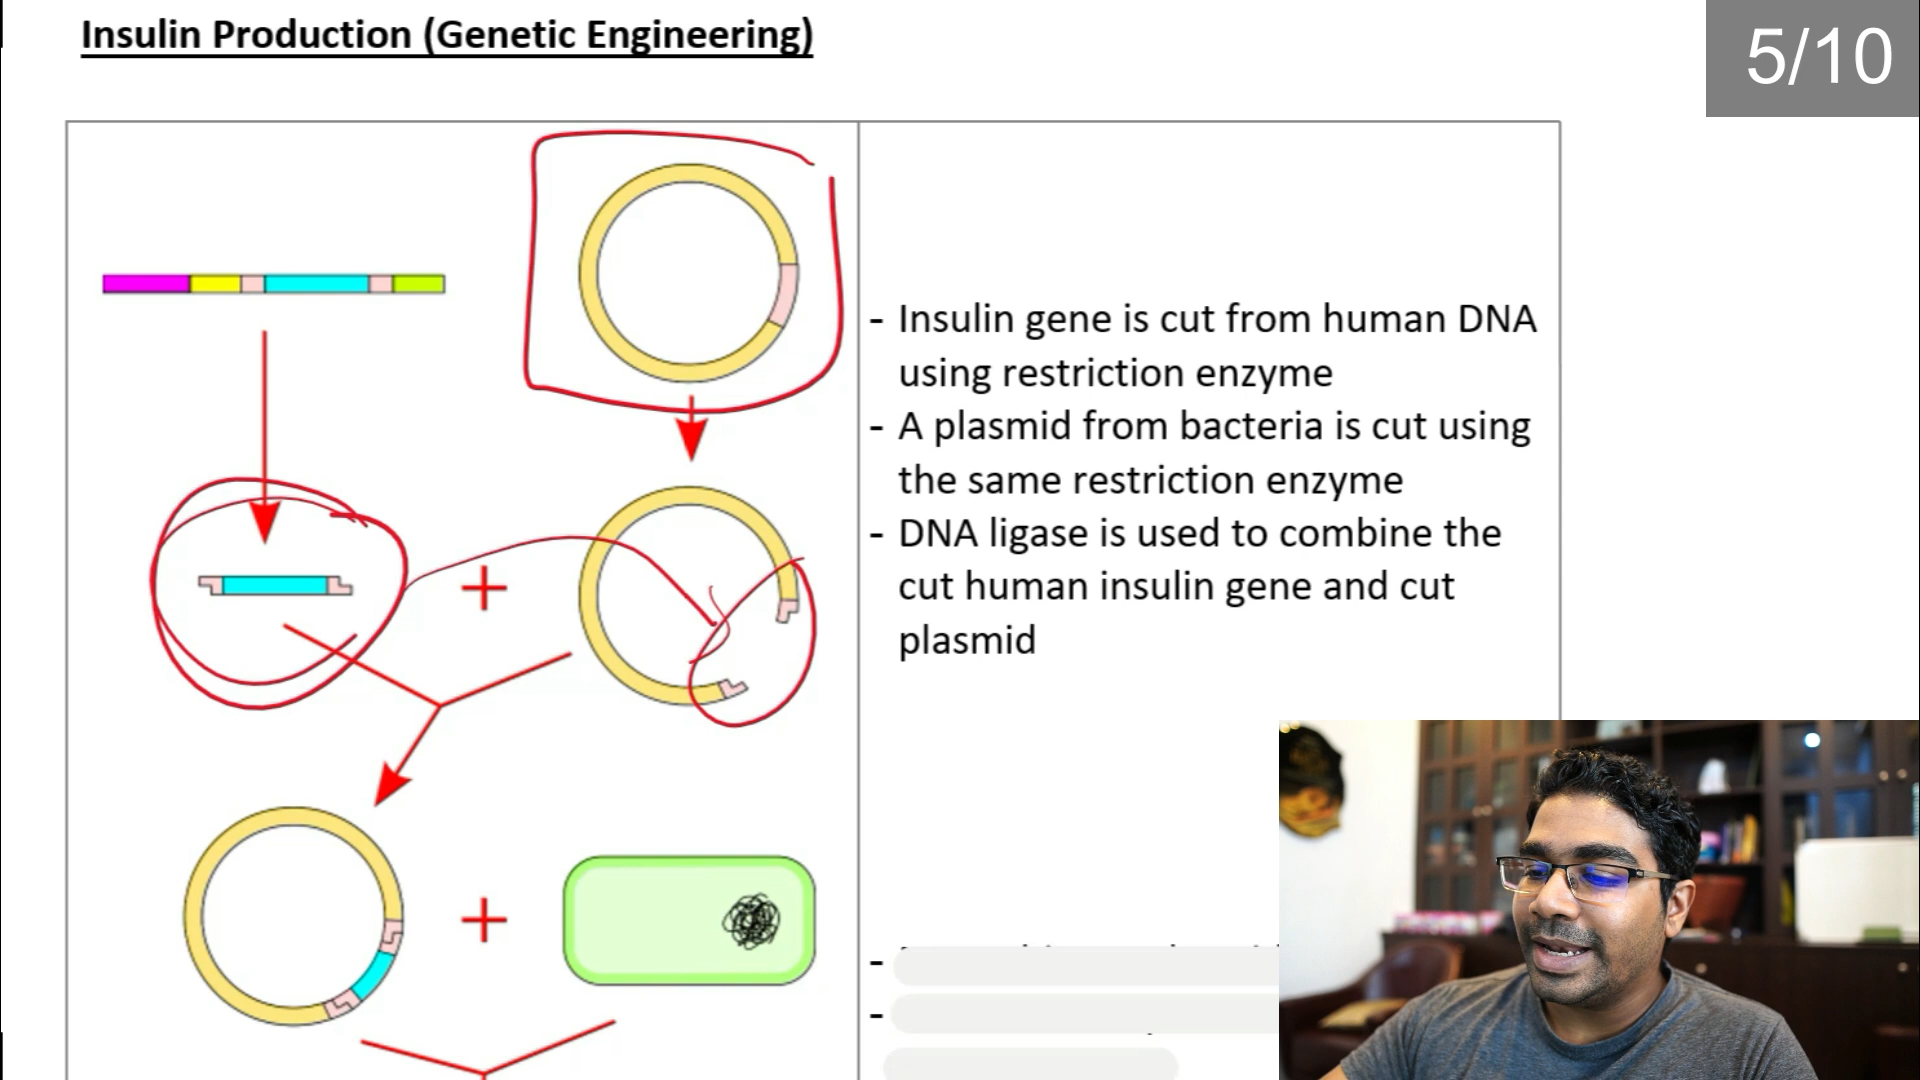 Insulin Production (Genetic Engineering)
5/10
- Insulin gene is cut from human DNA
using restriction enzyme
- A plasmid from bacteria is cut using
the same restriction enzyme
- DNA ligase is used to combine the
cut human insulin gene and cut
plasmid
-
-